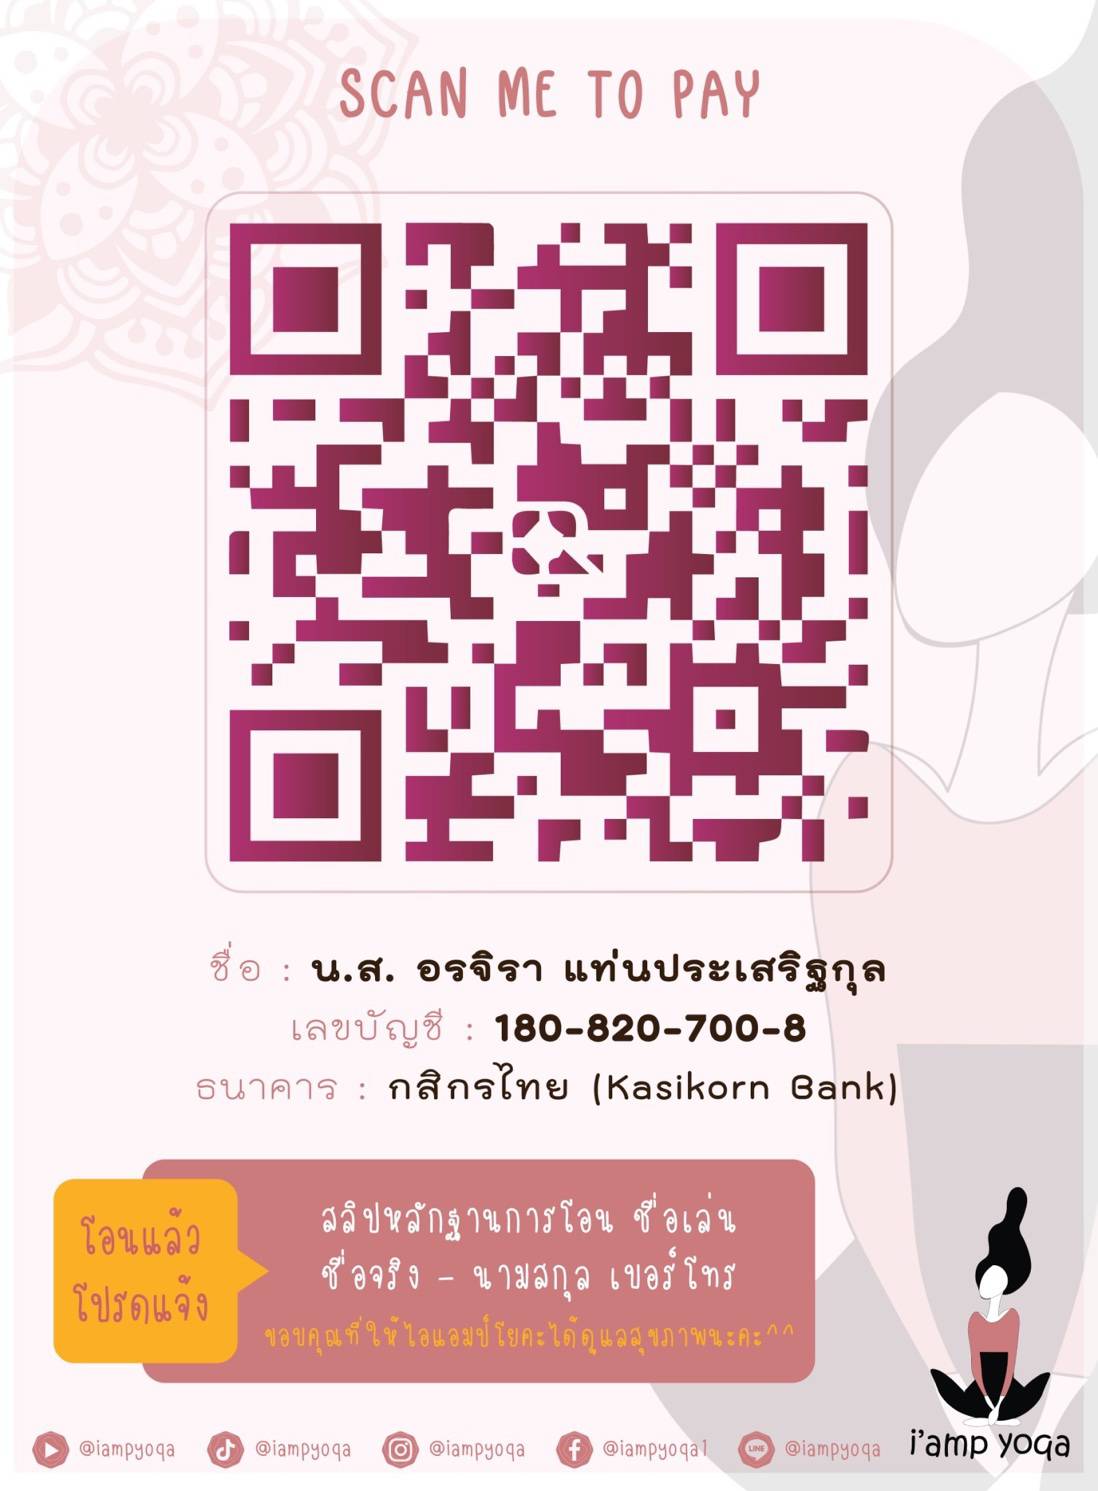 SCAN ME TO PAY
ชื่อ : น.ส. อรจิรา แท่นประเสริฐกุล
เลขบัญชี : 180-820-700-8
ธนาคาร : กสิกรไทย (Kasikorn Bank)
โอนแล้ว
โปรดแจ้ง
สลิปหลักฐานการโอน ชื่อเล่น
ชื่อจริง - นามสกุล เบอร์โทร
ขอบคุณที่ให้ไอแอมป์โยคะได้ดูแลสุขภาพนะคะ^^
@iampyoga @iampyoga @iampyoga @iampyoga1 LINE @iampyoga
i'amp yoga